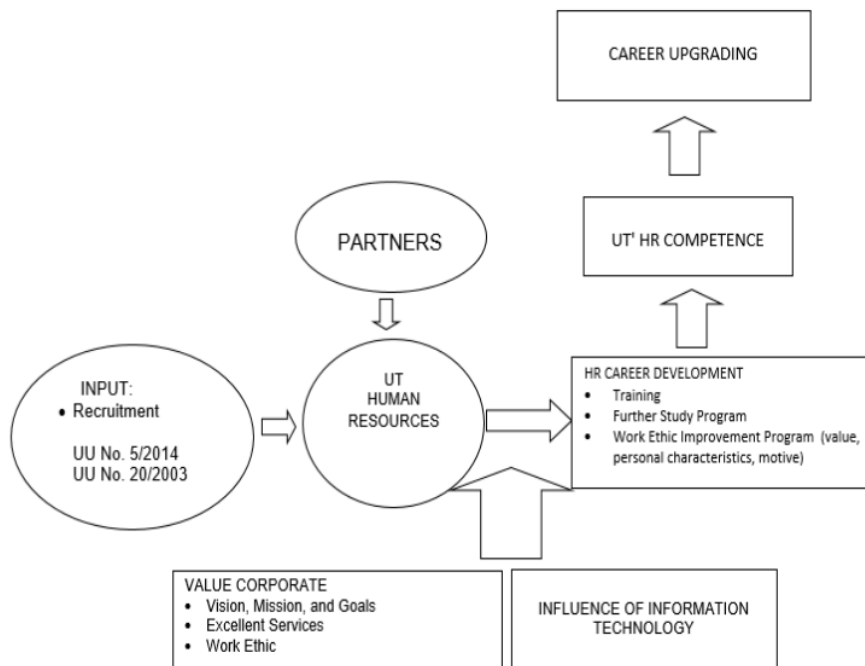 CAREER UPGRADING
UT' HR COMPETENCE
PARTNERS
INPUT:
• Recruitment
UU No. 5/2014
UU No. 20/2003
UT
HUMAN
RESOURCES
HR CAREER DEVELOPMENT
• Training
• Further Study Program
• Work Ethic Improvement Program (value,
personal characteristics, motive)
VALUE CORPORATE
• Vision, Mission, and Goals
• Excellent Services
• Work Ethic
INFLUENCE OF INFORMATION
TECHNOLOGY